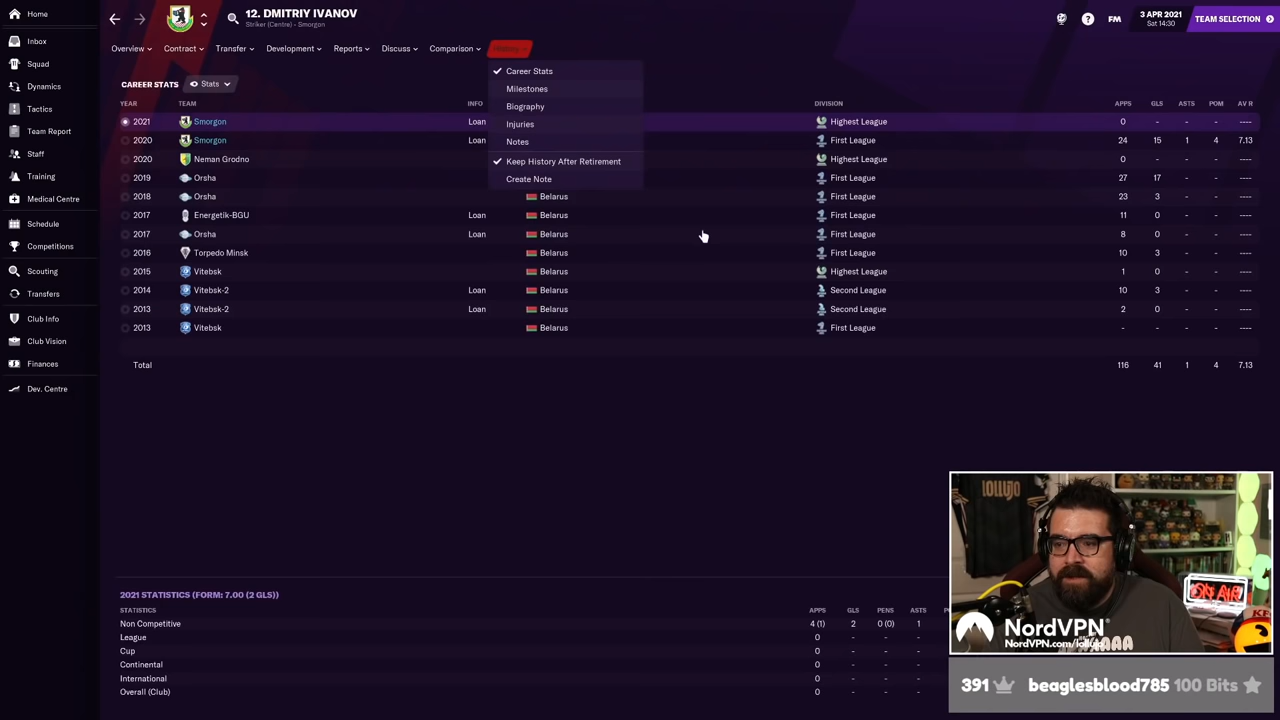 Home
Inbox
Squad
Dynamics
Tactics
Team Report
Staff
Training
Medical Centre
Schedule
Competitions
Scouting
Transfers
Club Info
Club Vision
Finances
Dev. Centre
12. DMITRIY IVANOV
Striker (Centre) - Smorgon
FM
3 APR 2021
Sat 14:30
TEAM SELECTION
Overview Contract Transfer Development Reports Discuss Comparison History
CAREER STATS Stats
Career Stats
Milestones
Biography
Injuries
Notes
Keep History After Retirement
Create Note
YEAR TEAM INFO DIVISION APPS GLS ASTS POM AV R
2021 Smorgon Loan Highest League 0 - - - ----
2020 Smorgon Loan First League 24 15 1 4 7.13
2020 Neman Grodno Highest League 0 - - - ----
2019 Orsha First League 27 17 - - ----
2018 Orsha Belarus First League 23 3 - - ----
2017 Energetik-BGU Loan Belarus First League 11 0 - - ----
2017 Orsha Loan Belarus First League 8 0 - - ----
2016 Torpedo Minsk Belarus First League 10 3 - - ----
2015 Vitebsk Belarus Highest League 1 0 - - ----
2014 Vitebsk-2 Loan Belarus Second League 10 3 - - ----
2013 Vitebsk-2 Loan Belarus Second League 2 0 - - ----
2013 Vitebsk Belarus First League - - - - ----
Total 116 41 1 4 7.13
2021 STATISTICS (FORM: 7.00 (2 GLS))
STATISTICS APPS GLS PENS ASTS
Non Competitive 4 (1) 2 0 (0) 1
League 0 - - -
Cup 0 - - -
Continental 0 - - -
International 0 - - -
Overall (Club) 0 - - -
lollujo
ON AIR
NordVPN®
NordVPN.com/lollujo
391 beaglesblood785 100 Bits